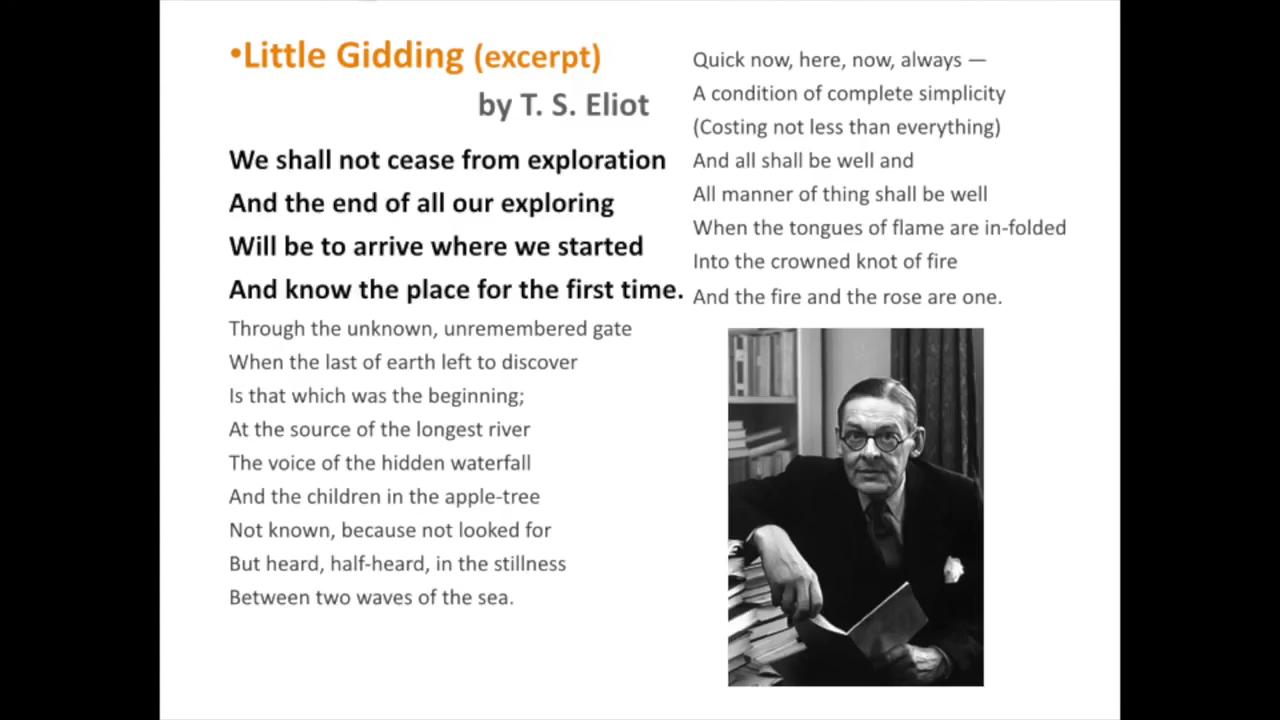 •Little Gidding (excerpt)
by T. S. Eliot
We shall not cease from exploration
And the end of all our exploring
Will be to arrive where we started
And know the place for the first time.
Through the unknown, unremembered gate
When the last of earth left to discover
Is that which was the beginning;
At the source of the longest river
The voice of the hidden waterfall
And the children in the apple-tree
Not known, because not looked for
But heard, half-heard, in the stillness
Between two waves of the sea.
Quick now, here, now, always —
A condition of complete simplicity
(Costing not less than everything)
And all shall be well and
All manner of thing shall be well
When the tongues of flame are in-folded
Into the crowned knot of fire
And the fire and the rose are one.